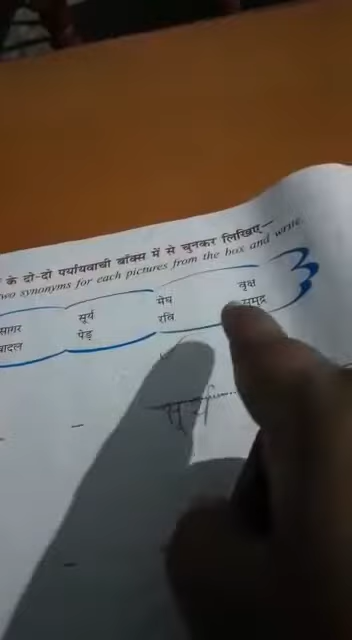 के दो-दो पर्यायवाची बॉक्स में से चुनकर लिखिए–
two synonyms for each pictures from the box and write
सागर सूर्य मेघ वृक्ष
बादल पेड़ रवि समुद्र
सूर्य